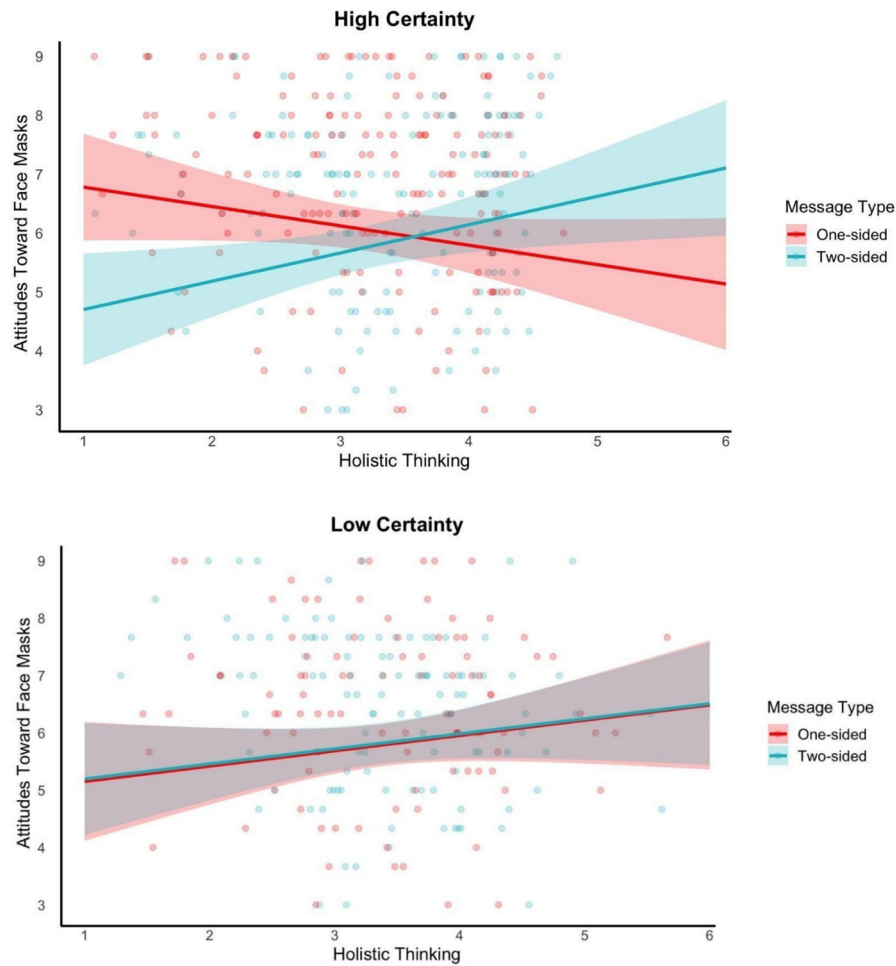 High Certainty
9
8
7
6
5
4
3
Attitudes Toward Face Masks
1 2 3 4 5 6
Holistic Thinking
Message Type
One-sided
Two-sided
Low Certainty
9
8
7
6
5
4
3
Attitudes Toward Face Masks
1 2 3 4 5 6
Holistic Thinking
Message Type
One-sided
Two-sided